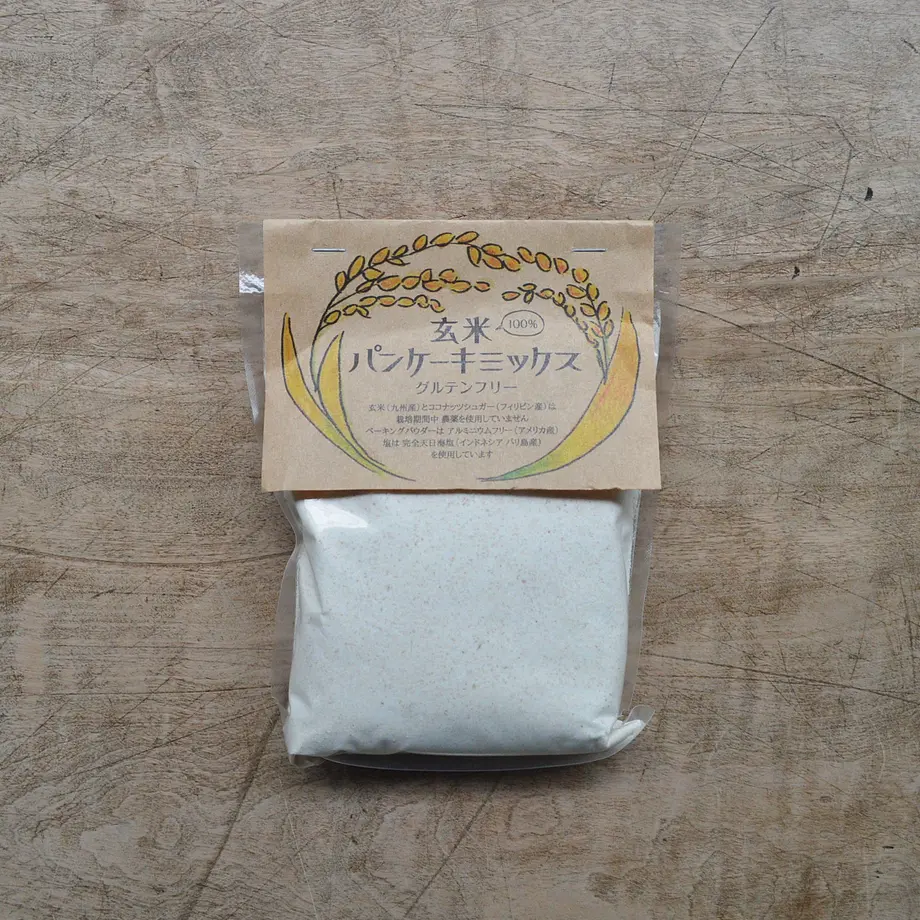 玄米 100%
パンケーキミックス
グルテンフリー
玄米(九州産)とココナッツシュガー(フィリピン産)は
栽培期間中 農薬を使用していません
ベーキングパウダーは アルミニウムフリー(アメリカ産)
塩は 完全天日海塩(インドネシア バリ島産)
を使用しています